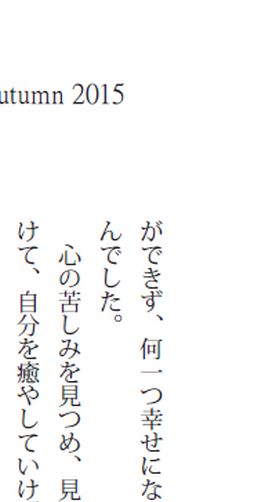 utumn 2015
ができず、何一つ幸せにな
んでした。
心の苦しみを見つめ、見
けて、自分を癒やしていけ